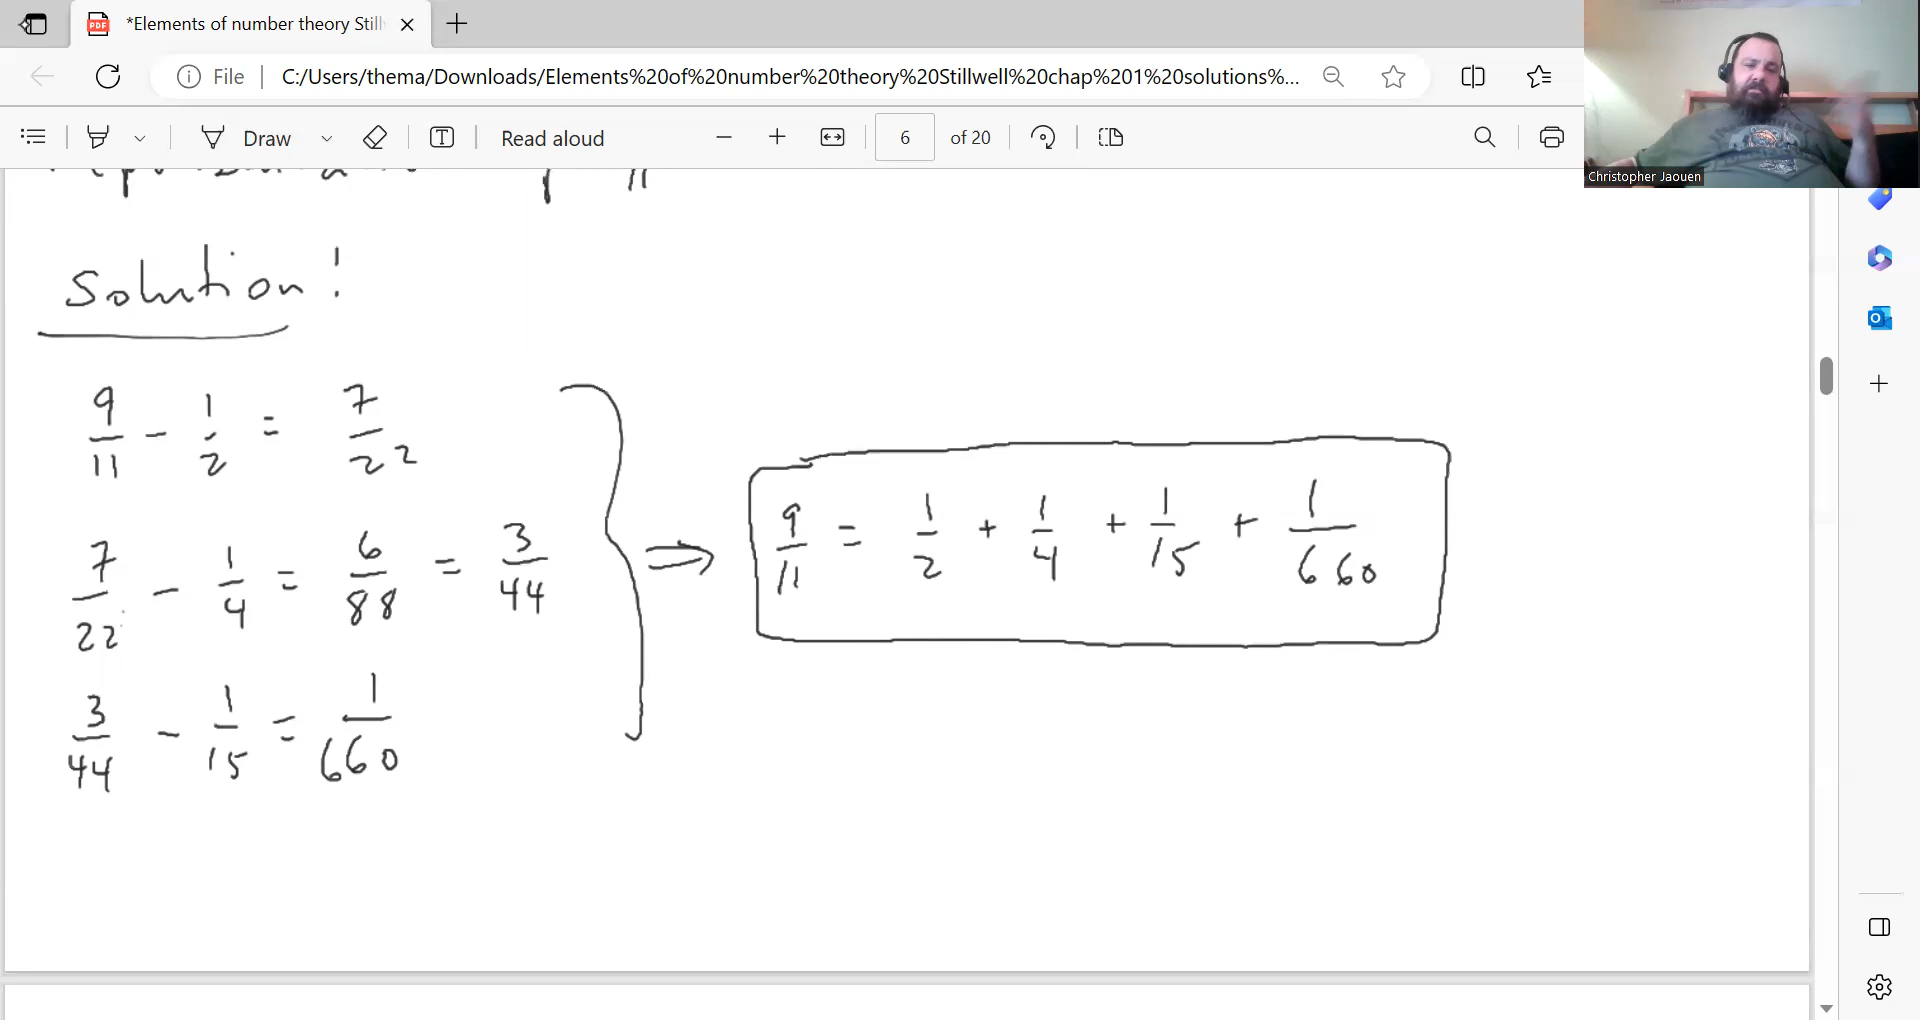 *Elements of number theory Still
File
C:/Users/thema/Downloads/Elements%20of%20number%20theory%20Stillwell%20chap%201%20solutions%...
Draw
Read aloud
6 of 20
Christopher Jaouen
Solution!
9/11 - 1/2 = 7/22
7/22 - 1/4 = 6/88 = 3/44
3/44 - 1/15 = 1/660
⇒ 9/11 = 1/2 + 1/4 + 1/15 + 1/660